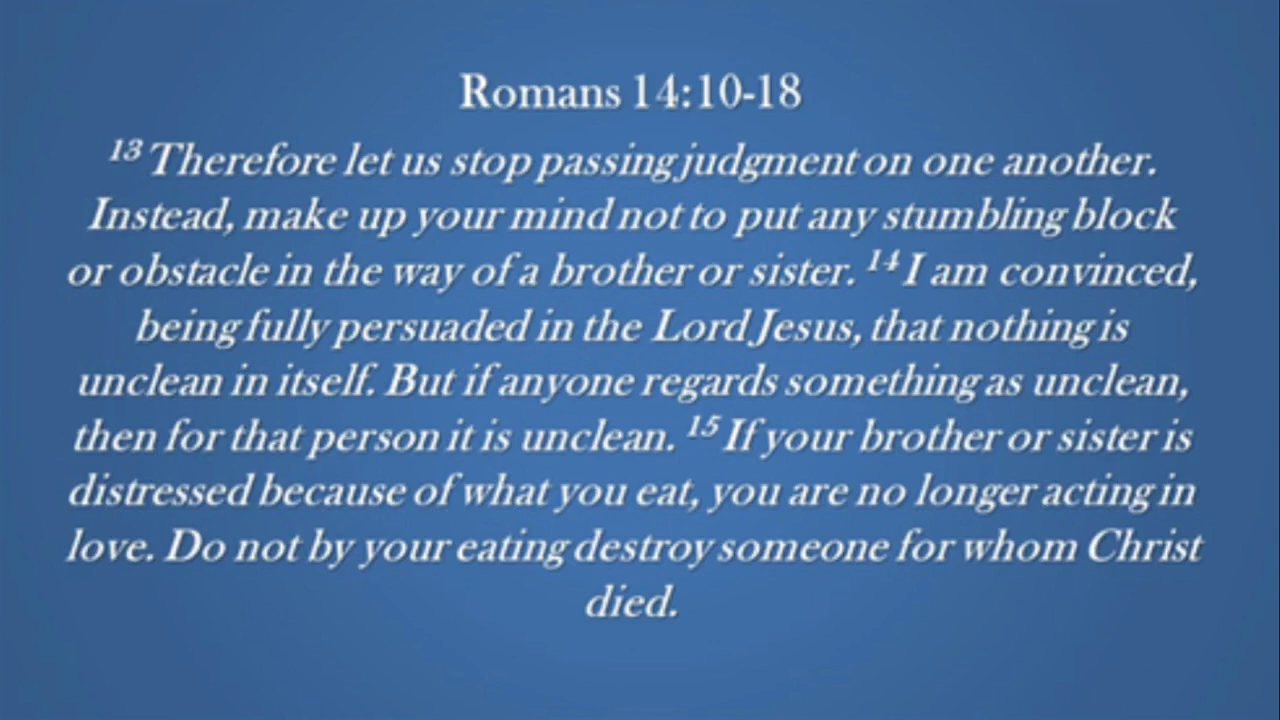 Romans 14:10-18
13 Therefore let us stop passing judgment on one another.
Instead, make up your mind not to put any stumbling block
or obstacle in the way of a brother or sister. 14 I am convinced,
being fully persuaded in the Lord Jesus, that nothing is
unclean in itself. But if anyone regards something as unclean,
then for that person it is unclean. 15 If your brother or sister is
distressed because of what you eat, you are no longer acting in
love. Do not by your eating destroy someone for whom Christ
died.